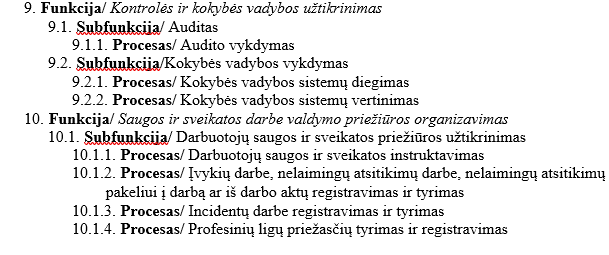 9. Funkcija/ Kontrolės ir kokybės vadybos užtikrinimas
9.1. Subfunkcija/ Auditas
9.1.1. Procesas/ Audito vykdymas
9.2. Subfunkcija/Kokybės vadybos vykdymas
9.2.1. Procesas/ Kokybės vadybos sistemų diegimas
9.2.2. Procesas/ Kokybės vadybos sistemų vertinimas
10. Funkcija/ Saugos ir sveikatos darbe valdymo priežiūros organizavimas
10.1. Subfunkcija/ Darbuotojų saugos ir sveikatos priežiūros užtikrinimas
10.1.1. Procesas/ Darbuotojų saugos ir sveikatos instruktavimas
10.1.2. Procesas/ Įvykių darbe, nelaimingų atsitikimų darbe, nelaimingų atsitikimų
pakeliui į darbą ar iš darbo aktų registravimas ir tyrimas
10.1.3. Procesas/ Incidentų darbe registravimas ir tyrimas
10.1.4. Procesas/ Profesinių ligų priežasčių tyrimas ir registravimas